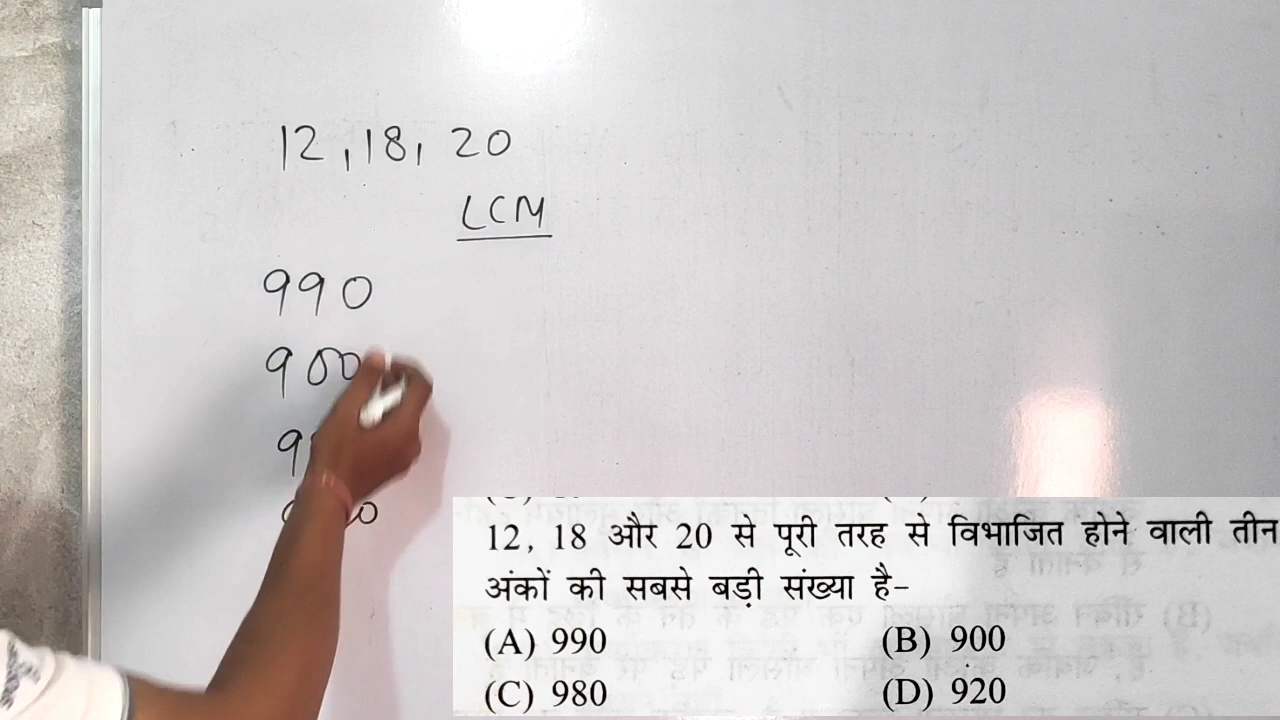 12, 18, 20
LCM
990
900
12, 18 और 20 से पूरी तरह से विभाजित होने वाली तीन
अंकों की सबसे बड़ी संख्या है-
(A) 990 (B) 900
(C) 980 (D) 920